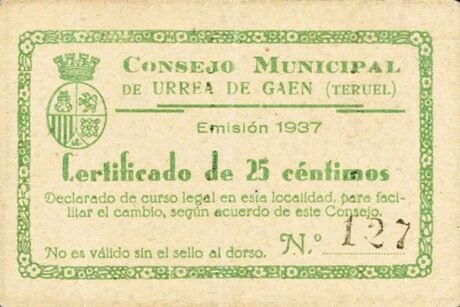 CONSEJO MUNICIPAL
DE URREA DE GAEN (TERUEL)
Emisión 1937
Certificado de 25 céntimos
Declarado de curso legal en esta localidad, para faci-
litar el cambio, según acuerdo de este Consejo.
No es válido sin el sello al dorso. N.º 127